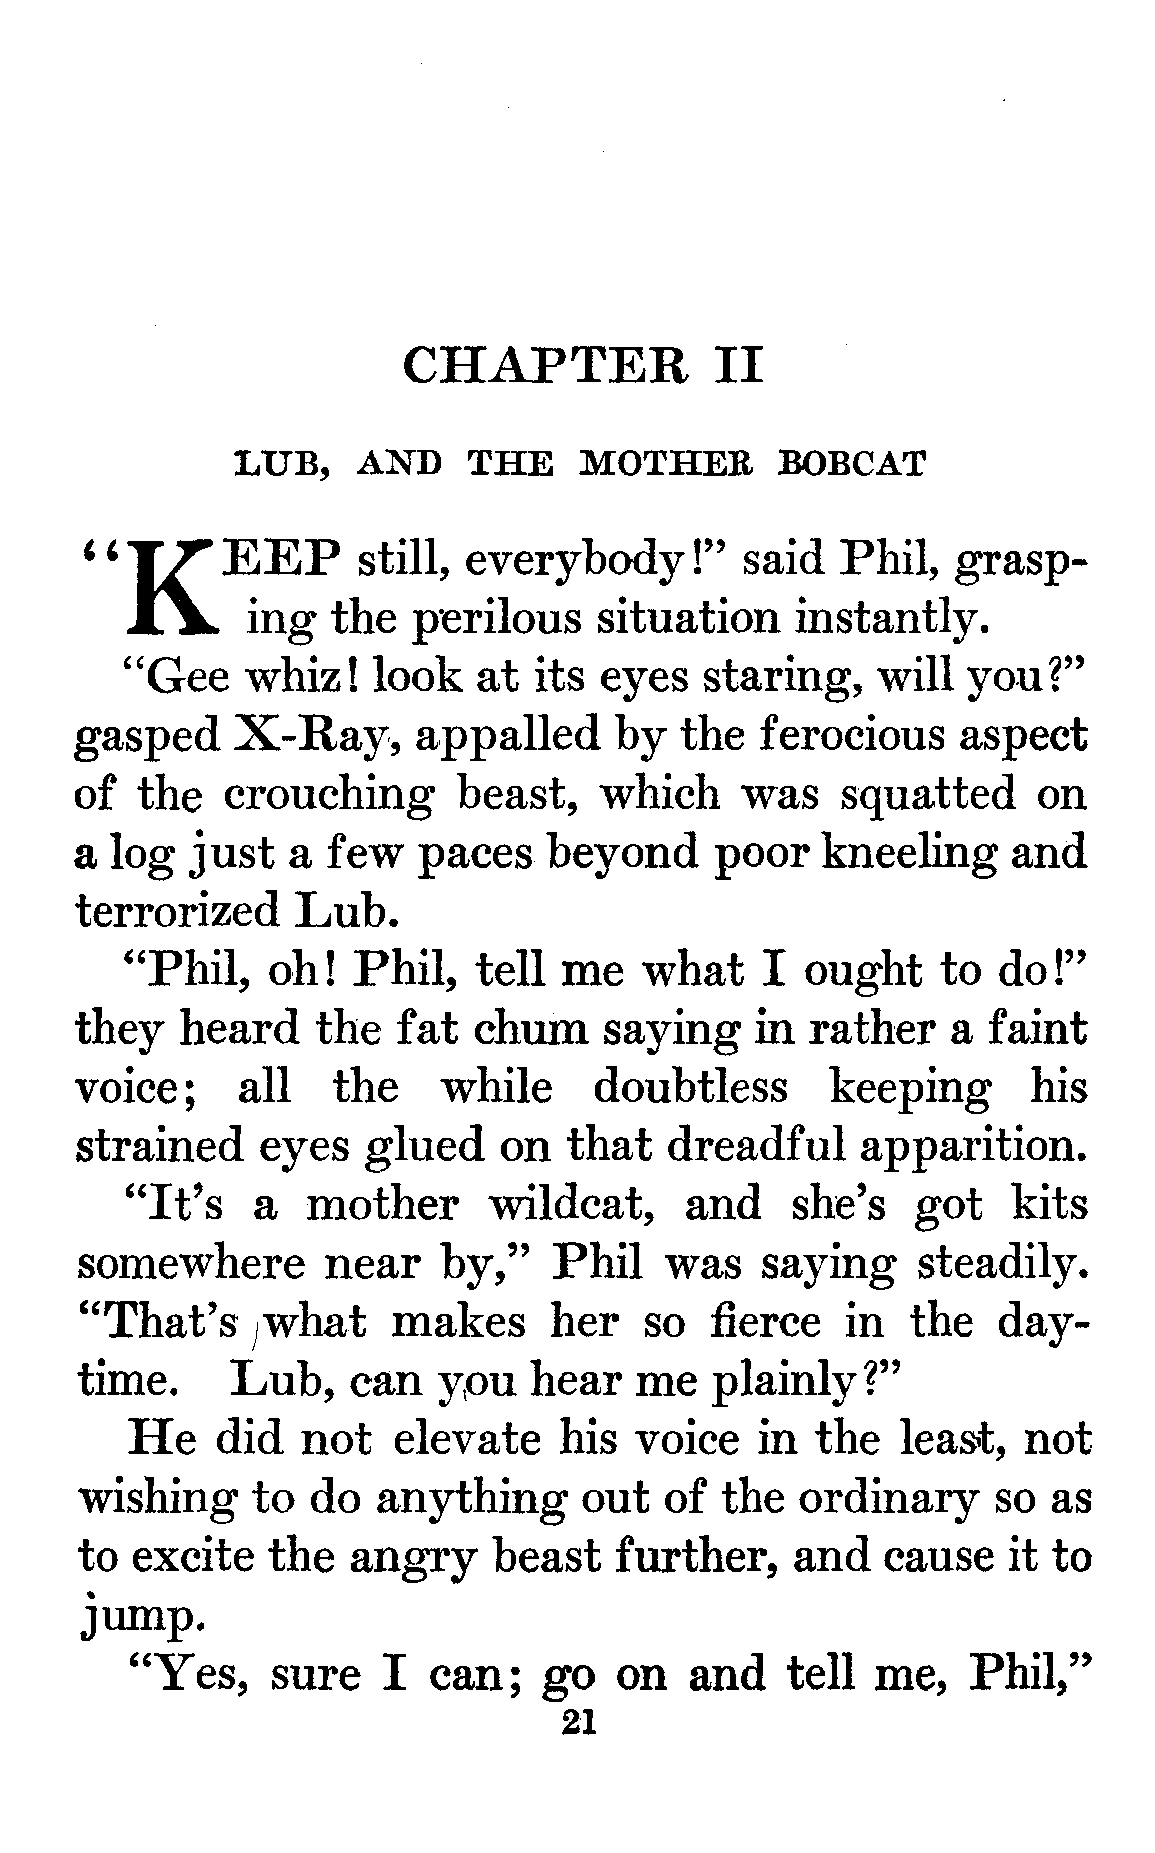 CHAPTER II
LUB, AND THE MOTHER BOBCAT
“KEEP still, everybody!” said Phil, grasp-
ing the perilous situation instantly.
“Gee whiz! look at its eyes staring, will you?”
gasped X-Ray, appalled by the ferocious aspect
of the crouching beast, which was squatted on
a log just a few paces beyond poor kneeling and
terrorized Lub.
“Phil, oh! Phil, tell me what I ought to do!”
they heard the fat chum saying in rather a faint
voice; all the while doubtless keeping his
strained eyes glued on that dreadful apparition.
“It’s a mother wildcat, and she’s got kits
somewhere near by,” Phil was saying steadily.
“That’s what makes her so fierce in the day-
time. Lub, can you hear me plainly?”
He did not elevate his voice in the least, not
wishing to do anything out of the ordinary so as
to excite the angry beast further, and cause it to
jump.
“Yes, sure I can; go on and tell me, Phil,”
21